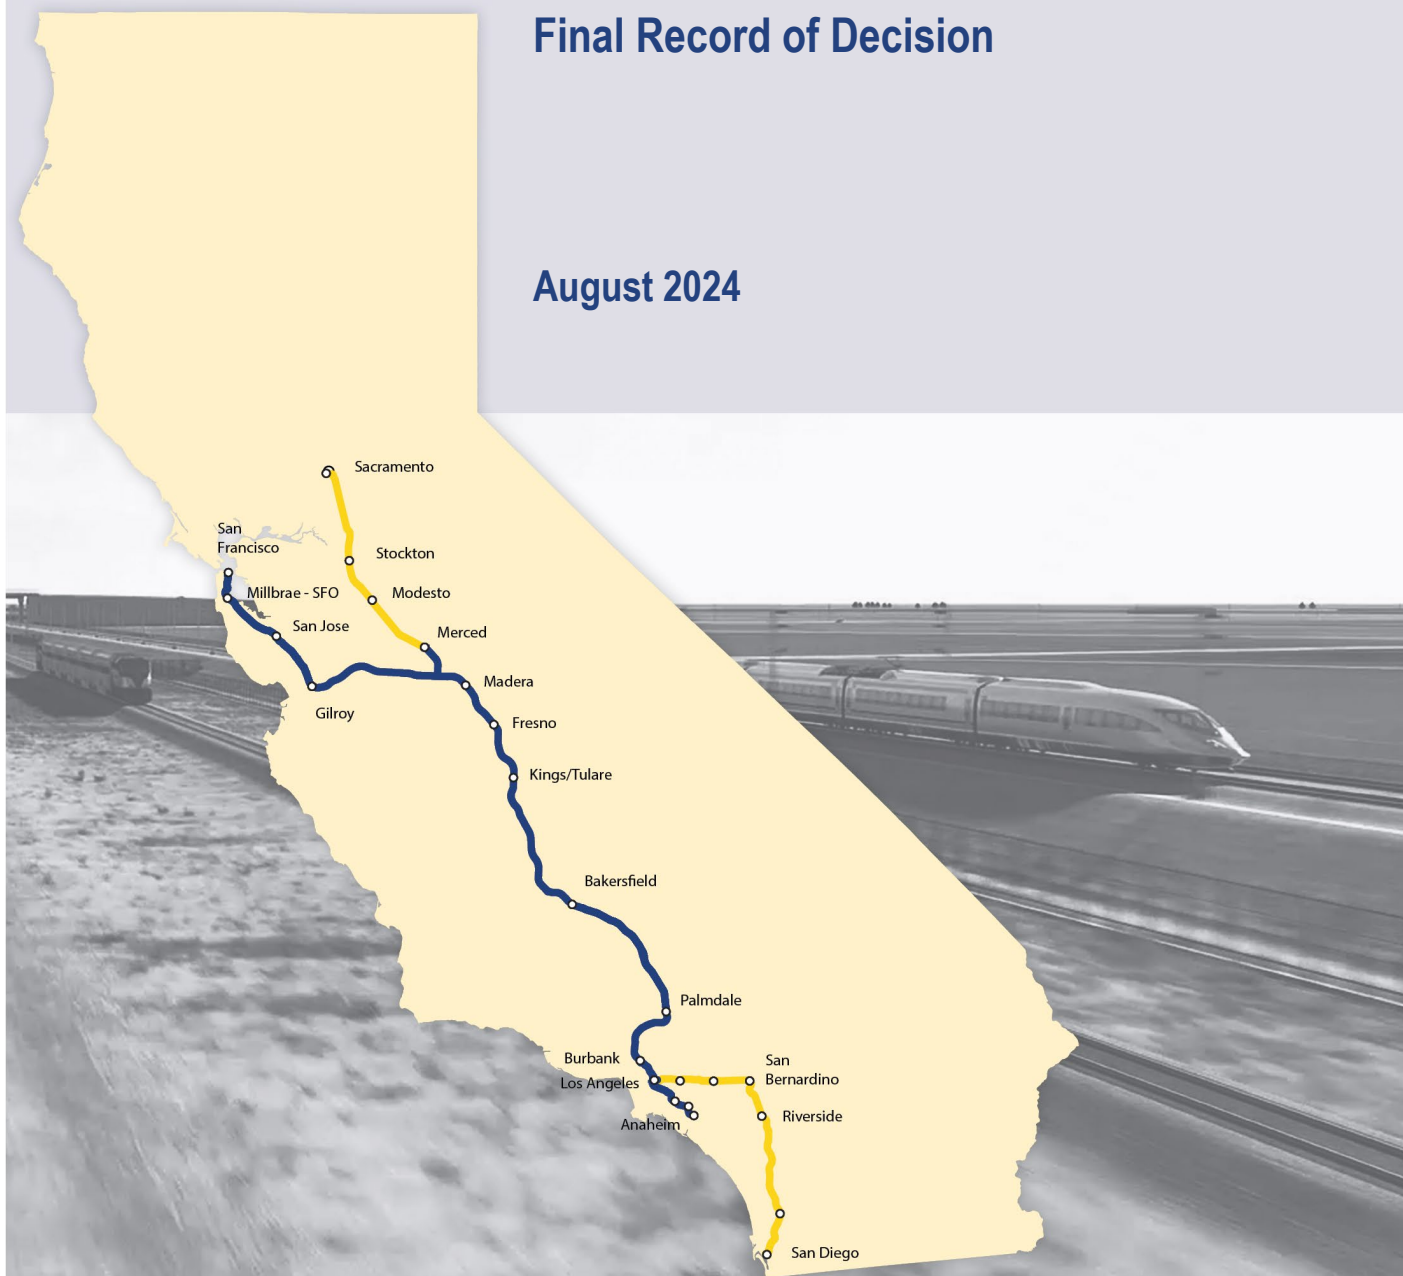 Final Record of Decision
August 2024
Sacramento
San
Francisco
Stockton
Millbrae - SFO
Modesto
San Jose
Merced
Madera
Gilroy
Fresno
Kings/Tulare
Bakersfield
Palmdale
Burbank
San
Bernardino
Los Angeles
Riverside
Anaheim
San Diego